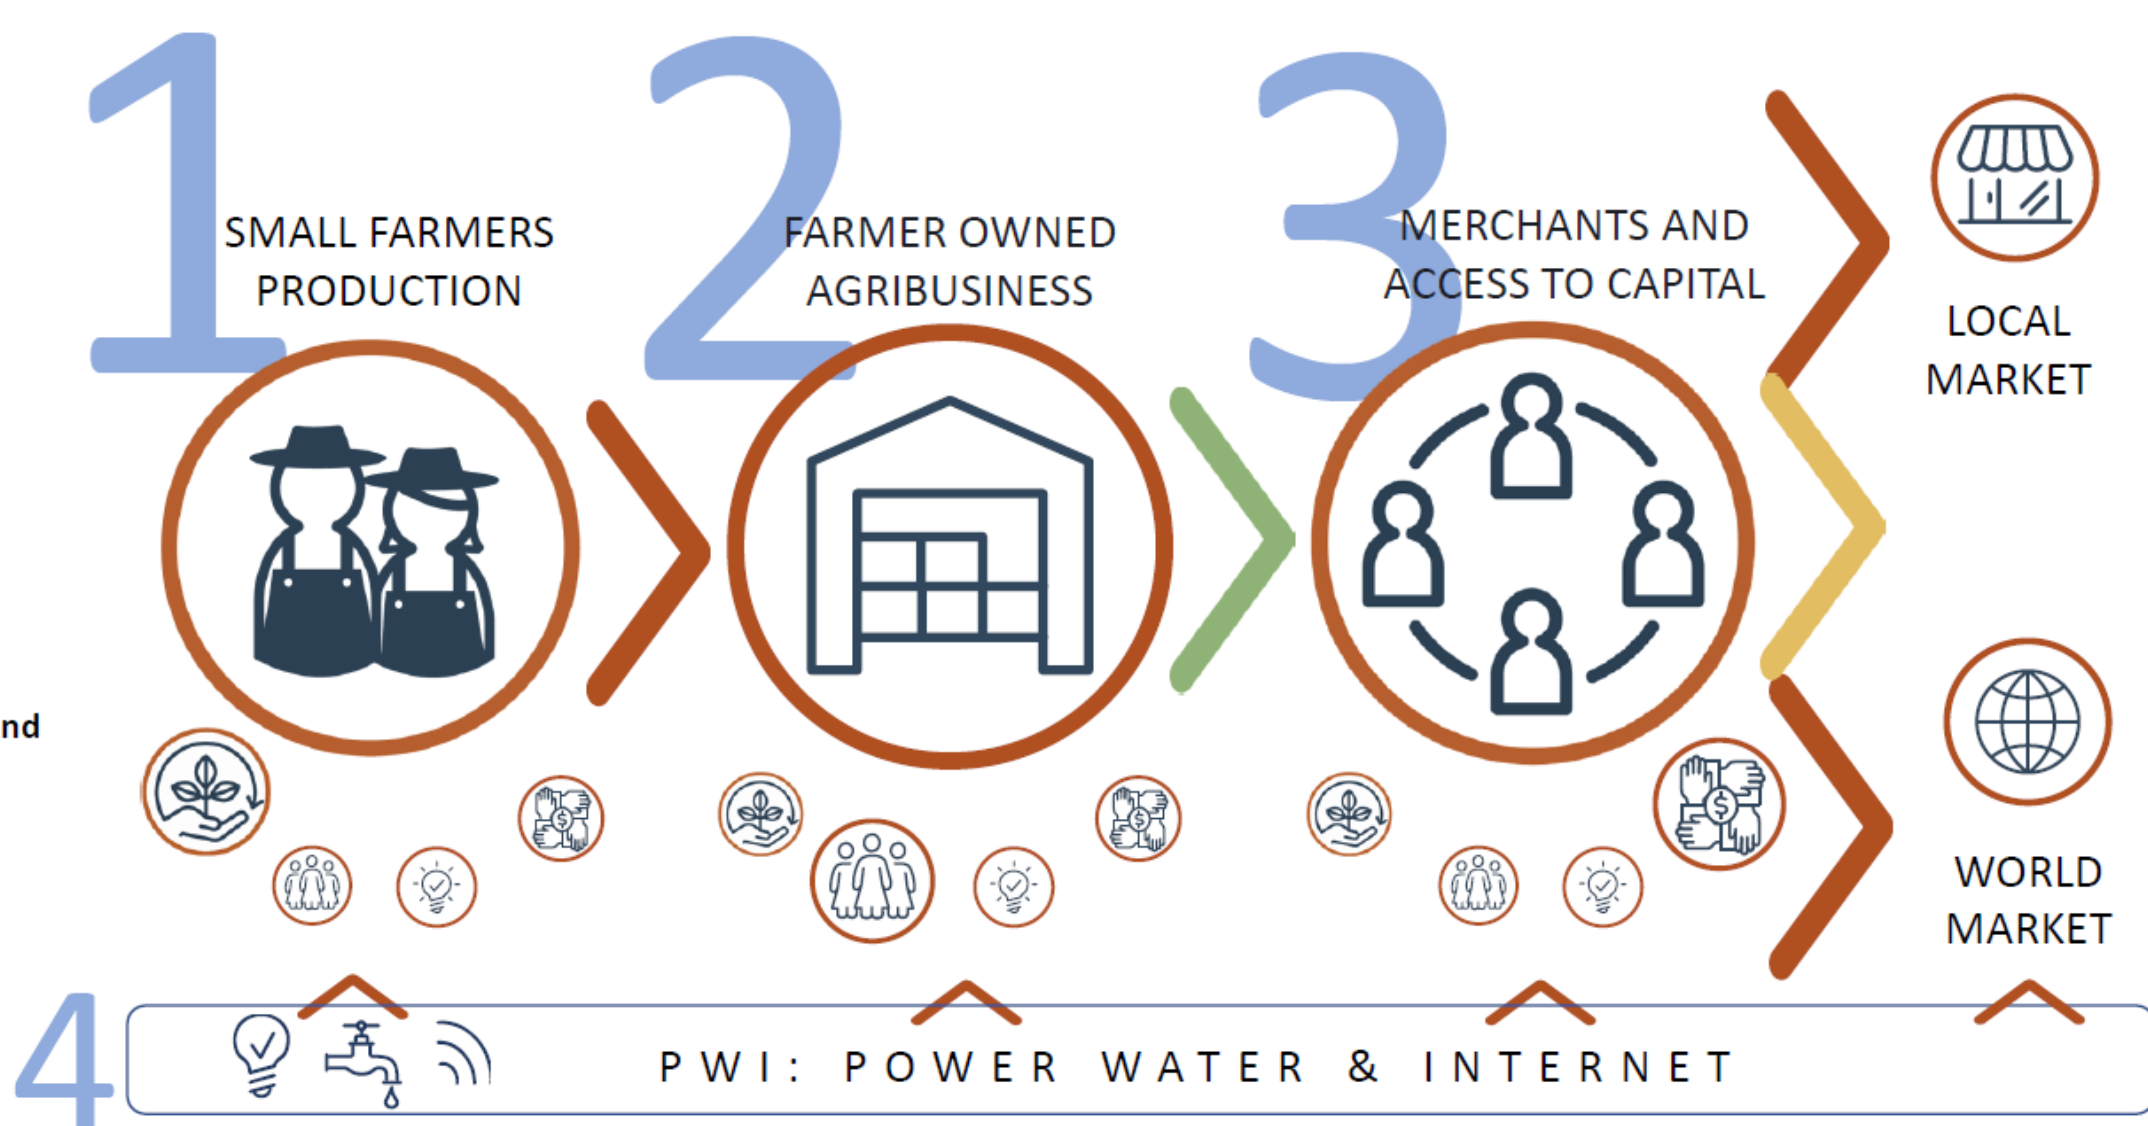 1
SMALL FARMERS
PRODUCTION
2
FARMER OWNED
AGRIBUSINESS
3
MERCHANTS AND
ACCESS TO CAPITAL
LOCAL
MARKET
nd
$
$
$
WORLD
MARKET
4
PWI: POWER WATER & INTERNET